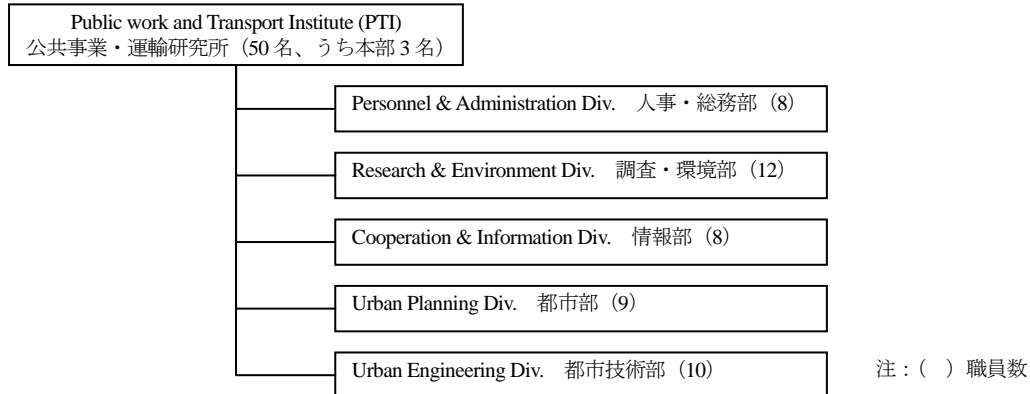 Public work and Transport Institute (PTI)
公共事業・運輸研究所（50 名、うち本部 3 名）
Personnel & Administration Div.　人事・総務部（8）
Research & Environment Div.　調査・環境部（12）
Cooperation & Information Div.　情報部（8）
Urban Planning Div.　都市部（9）
Urban Engineering Div.　都市技術部（10）
注：（　）職員数